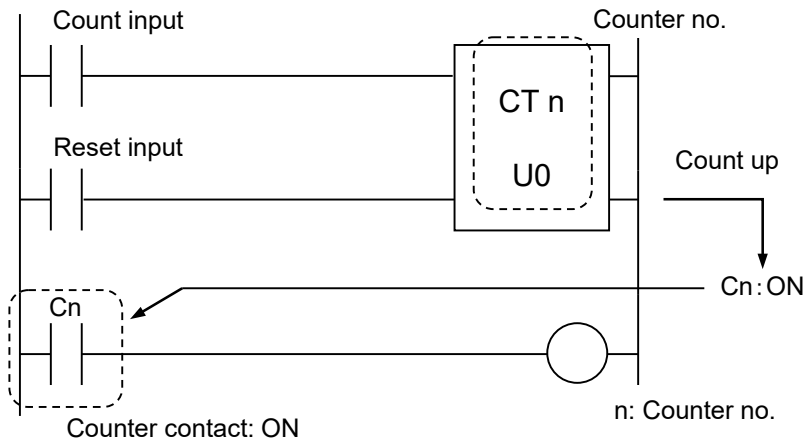 Count input
Counter no.
CT n
Reset input
Count up
U0
Cn:ON
Cn
Counter contact: ON
n: Counter no.